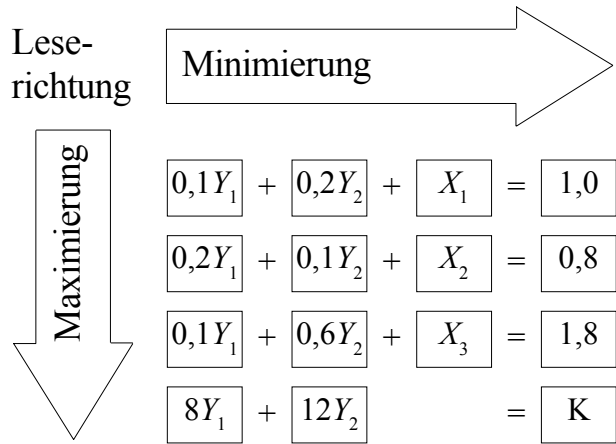 Lese-
richtung
Minimierung
Maximierung
0,1Y₁ + 0,2Y₂ + X₁ = 1,0
0,2Y₁ + 0,1Y₂ + X₂ = 0,8
0,1Y₁ + 0,6Y₂ + X₃ = 1,8
8Y₁ + 12Y₂ = K